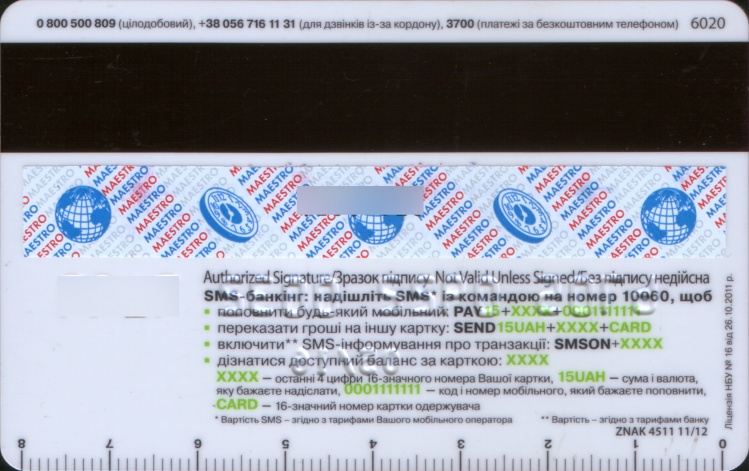 0 800 500 809 (цілодобовий), +38 056 716 11 31 (для дзвінків із-за кордону), 3700 (платежі за безкоштовним телефоном) 6020
MAESTRO
Authorized Signature/Зразок підпису. Not Valid Unless Signed/Без підпису недійсна
SMS-банкінг: надішліть SMS* із командою на номер 10060, щоб
• поповнити будь-який мобільний: PAY15+XXXX+0001111111
• переказати гроші на іншу картку: SEND15UAH+XXXX+CARD
• включити** SMS-інформування про транзакції: SMSON+XXXX
• дізнатися доступний баланс за карткою: XXXX
XXXX – останні 4 цифри 16-значного номера Вашої картки, 15UAH – сума і валюта,
яку бажаєте надіслати, 0001111111 – код і номер мобільного, який бажаєте поповнити,
CARD – 16-значний номер картки одержувача
* Вартість SMS – згідно з тарифами Вашого мобільного оператора ** Вартість – згідно з тарифами банку
ZNAK 4511 11/12
8 7 6 5 4 3 2 1 0
Ліцензія НБУ № 16 від 26.10.2011 р.